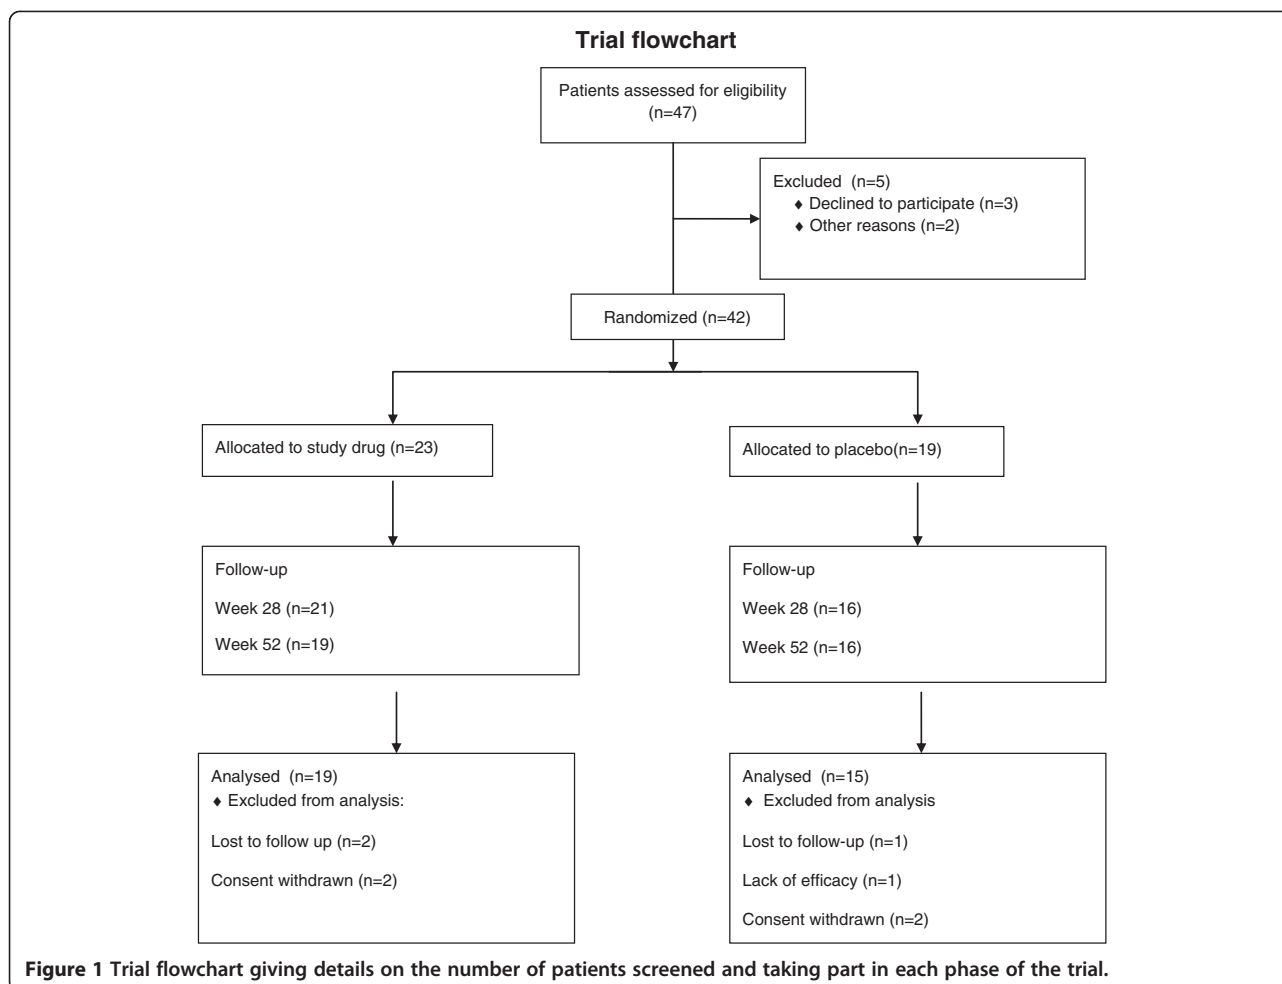 Trial flowchart
Patients assessed for eligibility
(n=47)
Excluded (n=5)
♦ Declined to participate (n=3)
♦ Other reasons (n=2)
Randomized (n=42)
Allocated to study drug (n=23)
Allocated to placebo(n=19)
Follow-up
Week 28 (n=21)
Week 52 (n=19)
Follow-up
Week 28 (n=16)
Week 52 (n=16)
Analysed (n=19)
♦ Excluded from analysis:
Lost to follow up (n=2)
Consent withdrawn (n=2)
Analysed (n=15)
♦ Excluded from analysis
Lost to follow-up (n=1)
Lack of efficacy (n=1)
Consent withdrawn (n=2)
Figure 1 Trial flowchart giving details on the number of patients screened and taking part in each phase of the trial.